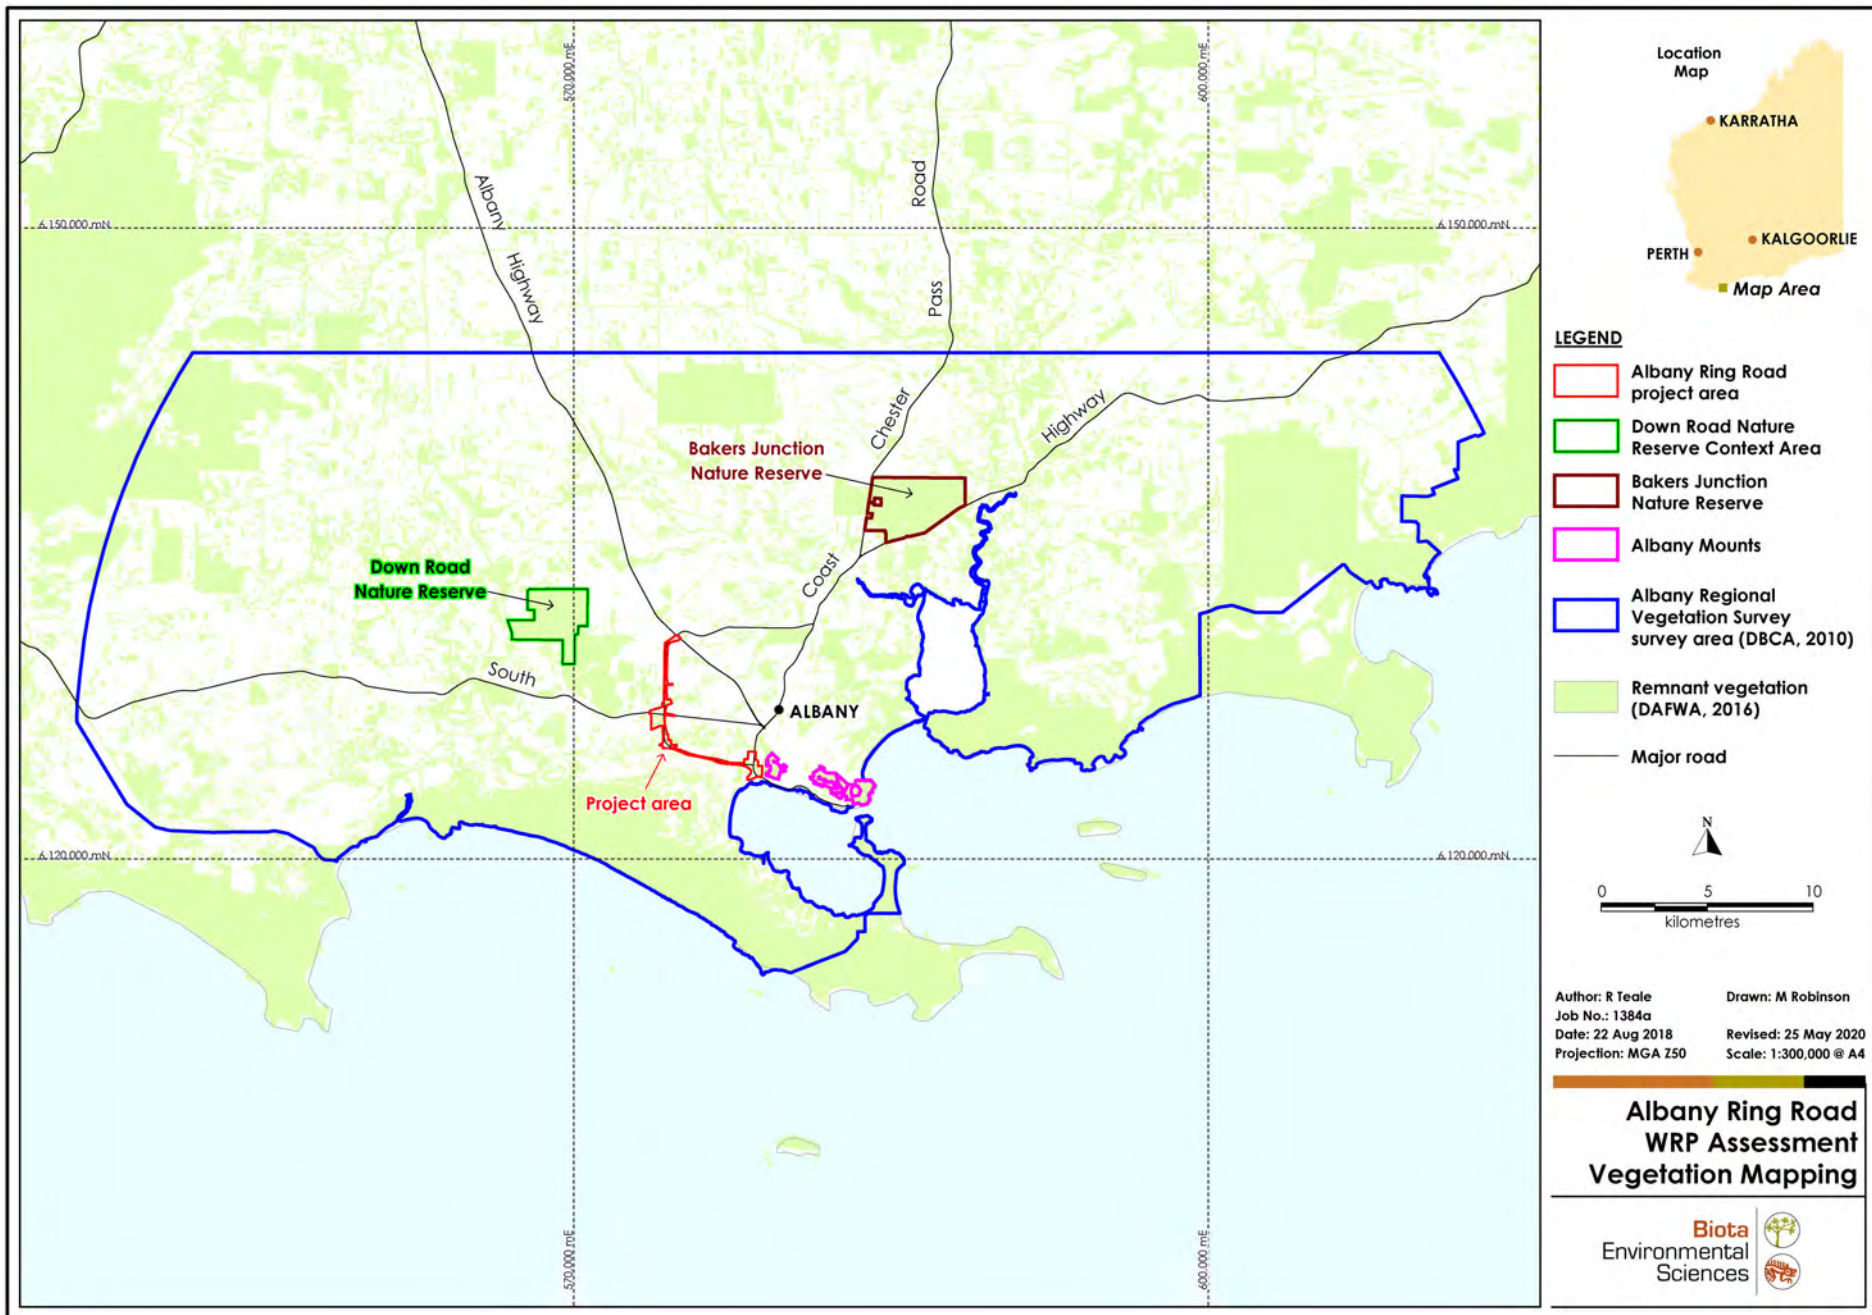 570,000 mE
600,000 mE
6,150,000 mN
6,150,000 mN
Albany
Highway
Road
Pass
Chester
Highway
Coast
South
Bakers Junction
Nature Reserve
Down Road
Nature Reserve
ALBANY
Project area
6,120,000 mN
6,120,000 mN
570,000 mE
600,000 mE
Location
Map
KARRATHA
KALGOORLIE
PERTH
Map Area
LEGEND
Albany Ring Road
project area
Down Road Nature
Reserve Context Area
Bakers Junction
Nature Reserve
Albany Mounts
Albany Regional
Vegetation Survey
survey area (DBCA, 2010)
Remnant vegetation
(DAFWA, 2016)
Major road
N
0 5 10
kilometres
Author: R Teale Drawn: M Robinson
Job No.: 1384a
Date: 22 Aug 2018 Revised: 25 May 2020
Projection: MGA Z50 Scale: 1:300,000 @ A4
Albany Ring Road
WRP Assessment
Vegetation Mapping
Biota
Environmental
Sciences